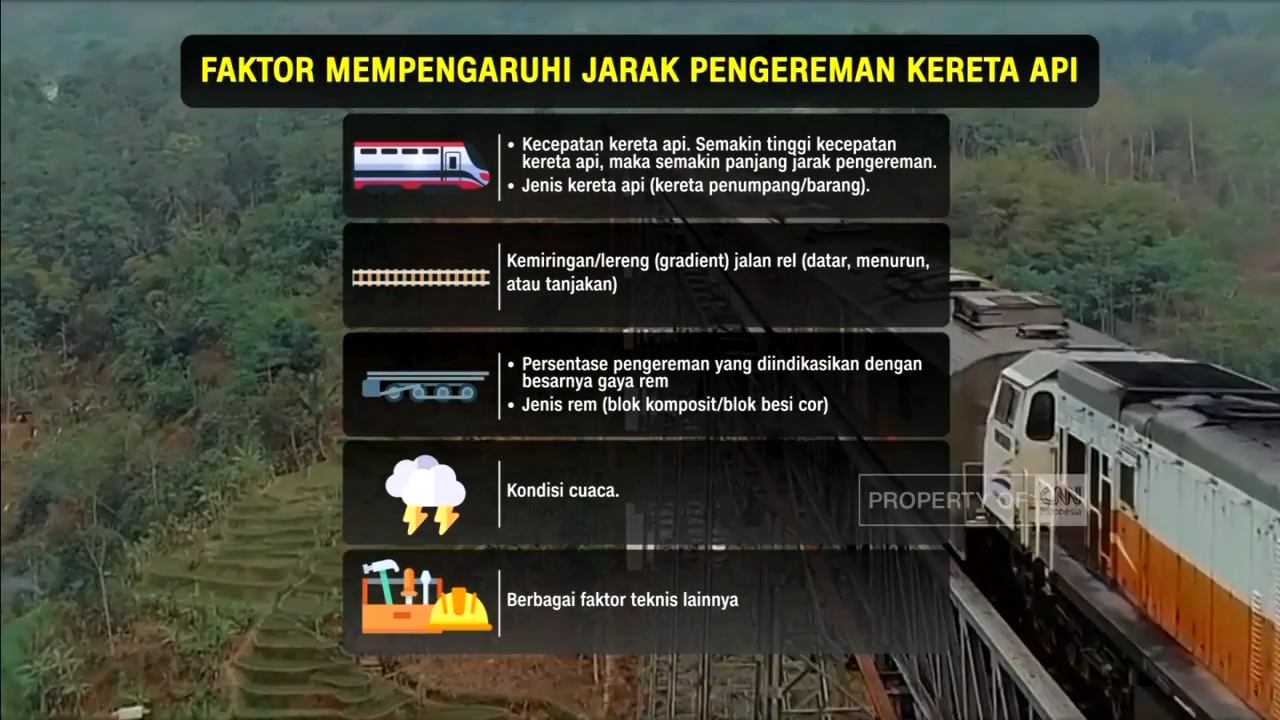 FAKTOR MEMPENGARUHI JARAK PENGEREMAN KERETA API
• Kecepatan kereta api. Semakin tinggi kecepatan
kereta api, maka semakin panjang jarak pengereman.
• Jenis kereta api (kereta penumpang/barang).
Kemiringan/lereng (gradient) jalan rel (datar, menurun,
atau tanjakan)
• Persentase pengereman yang diindikasikan dengan
besarnya gaya rem
• Jenis rem (blok komposit/blok besi cor)
Kondisi cuaca.
PROPERTY OF CNN
Indonesia
Berbagai faktor teknis lainnya